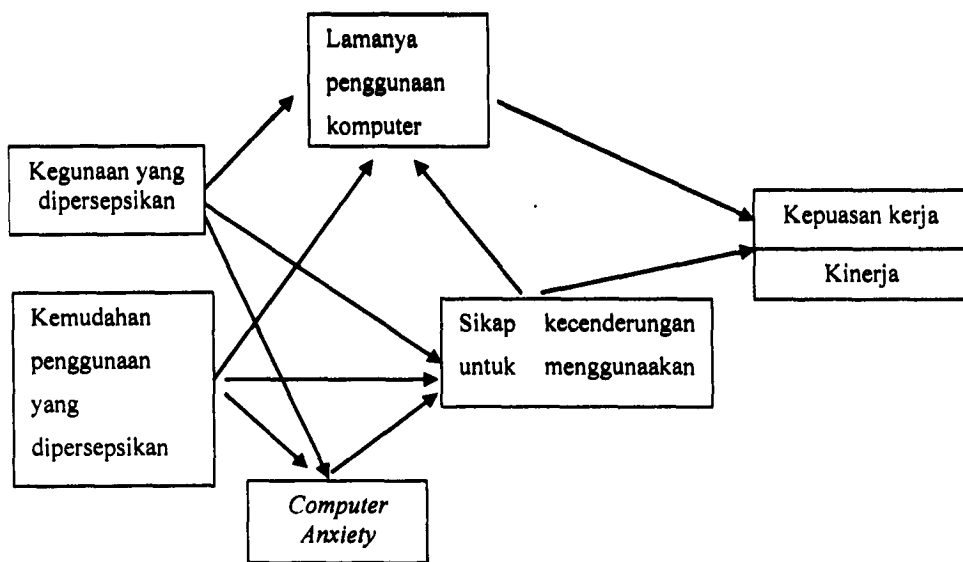 Lamanya
penggunaan
komputer
Kegunaan yang
dipersepsikan
Kepuasan kerja
Kinerja
Kemudahan
penggunaan
yang
dipersepsikan
Sikap kecenderungan
untuk menggunaakan
Computer
Anxiety